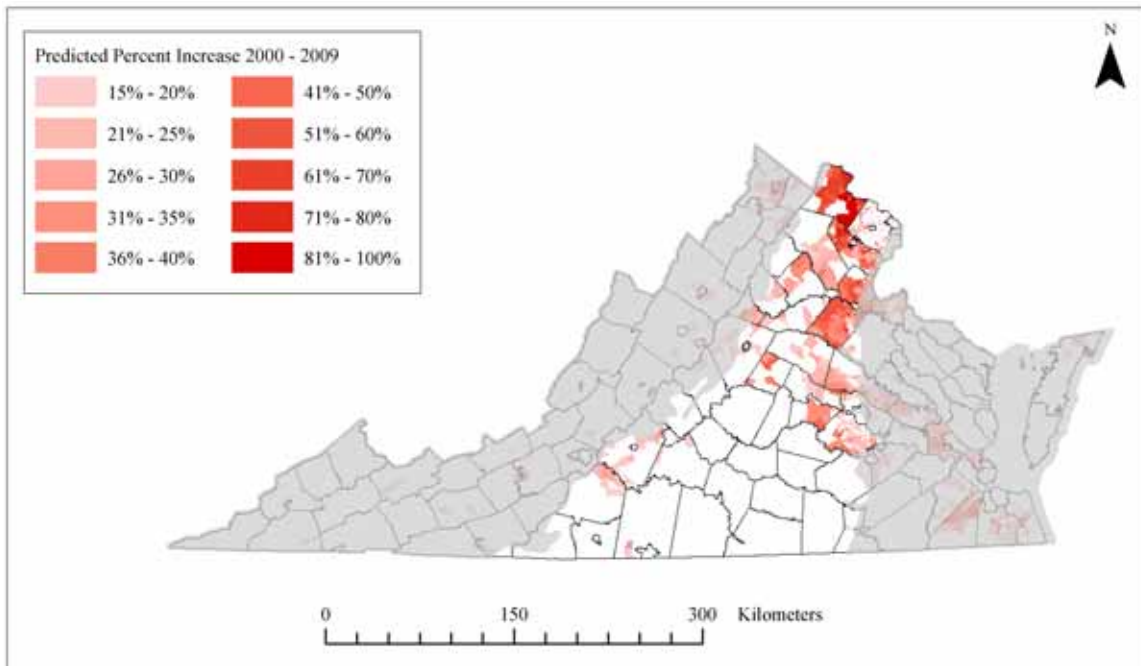 Predicted Percent Increase 2000 - 2009
15% - 20%
21% - 25%
26% - 30%
31% - 35%
36% - 40%
41% - 50%
51% - 60%
61% - 70%
71% - 80%
81% - 100%
N
0 150 300 Kilometers